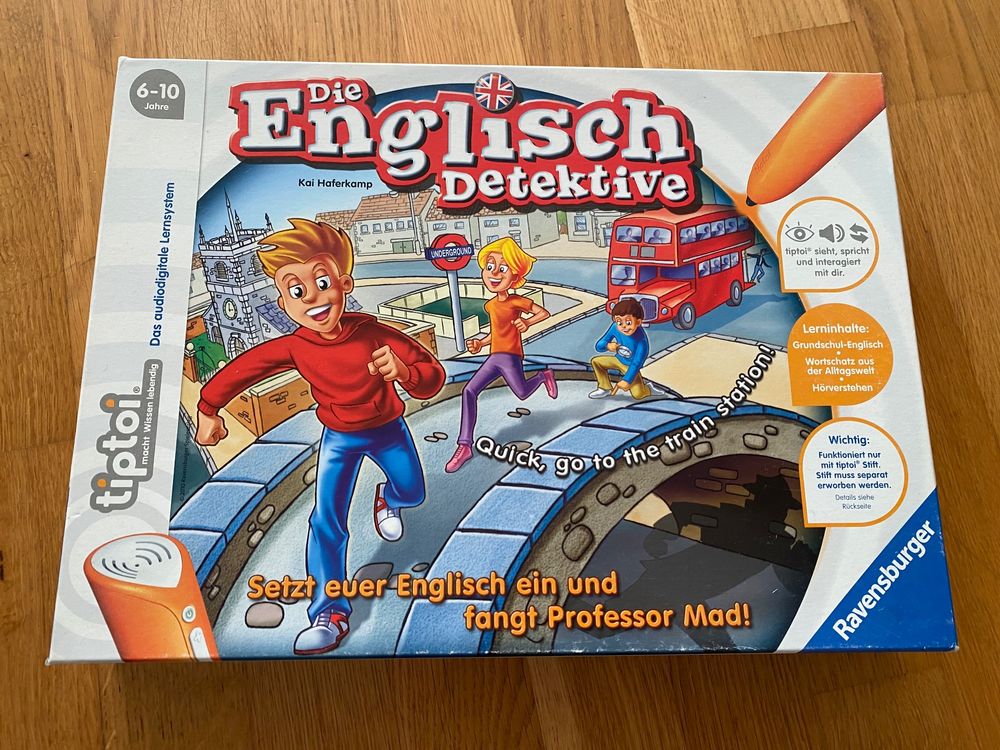 6-10
Jahre
Die
Englisch
Detektive
Kai Haferkamp
Das audiodigitale Lernsystem
tiptoi®
macht Wissen lebendig
UNDERGROUND
tiptoi® sieht, spricht
und interagiert
mit dir.
Lerninhalte:
Grundschul-Englisch
•
Wortschatz aus
der Alltagswelt
•
Hörverstehen
Quick, go to the train station!
Wichtig:
Funktioniert nur
mit tiptoi® Stift.
Stift muss separat
erworben werden.
Details siehe
Rückseite
Setzt euer Englisch ein und
fangt Professor Mad!
Ravensburger